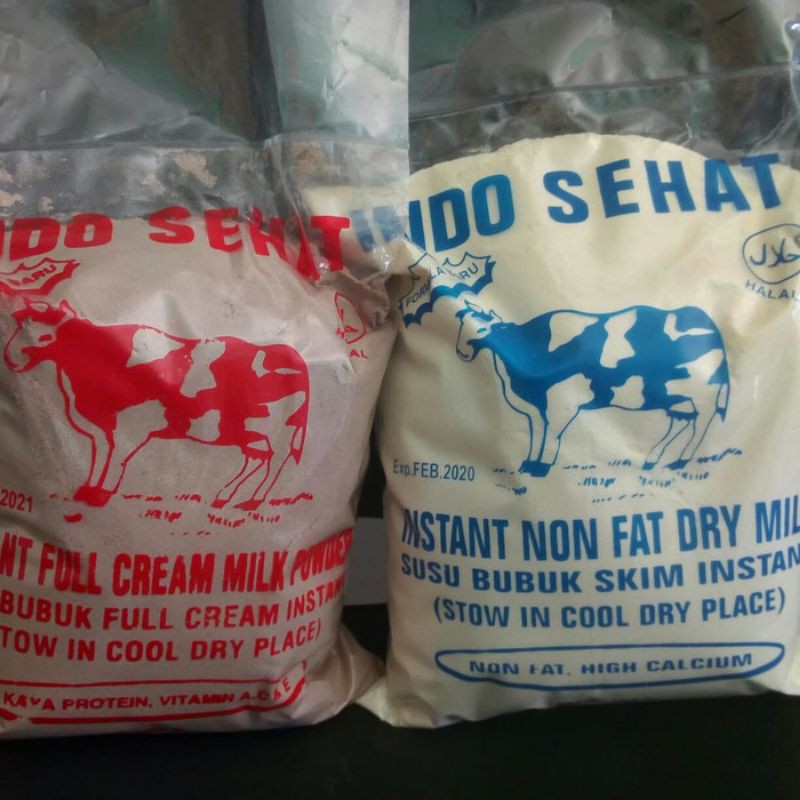 NDO SEHAT
BARU
2021
NT FULL CREAM MILK POWDER
BUBUK FULL CREAM INSTAN
TOW IN COOL DRY PLACE)
KAYA PROTEIN, VITAMIN A.
INDO SEHAT
FORMULA BARU
حلال
HALAL
Exp.FEB.2020
INSTANT NON FAT DRY MIL
SUSU BUBUK SKIM INSTAN
(STOW IN COOL DRY PLACE)
NON FAT. HIGH CALCIUM